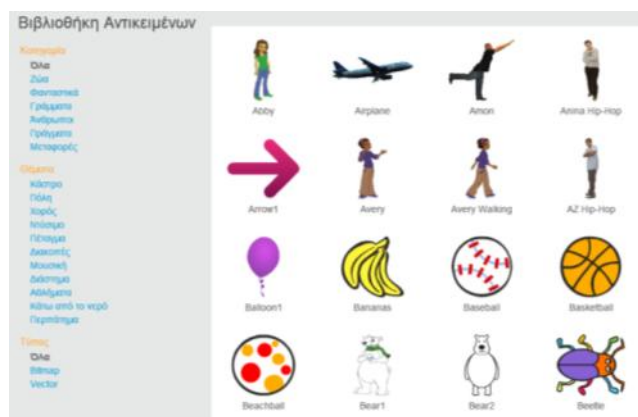 Βιβλιοθήκη Αντικειμένων
Κατηγορία
Όλα
Ζώα
Φανταστικά
Γράμματα
Άνθρωποι
Πράγματα
Μεταφορές
Θέματα
Κάστρο
Πόλη
Χορός
Ντύσιμο
Πέταγμα
Διακοπές
Μουσική
Διάστημα
Αθλήματα
Κάτω από το νερό
Περπάτημα
Τύπος
Όλα
Bitmap
Vector
Abby Airplane Amon Anina Hip-Hop
Arrow1 Avery Avery Walking AZ Hip-Hop
Balloon1 Bananas Baseball Basketball
Beachball Bear1 Bear2 Beetle